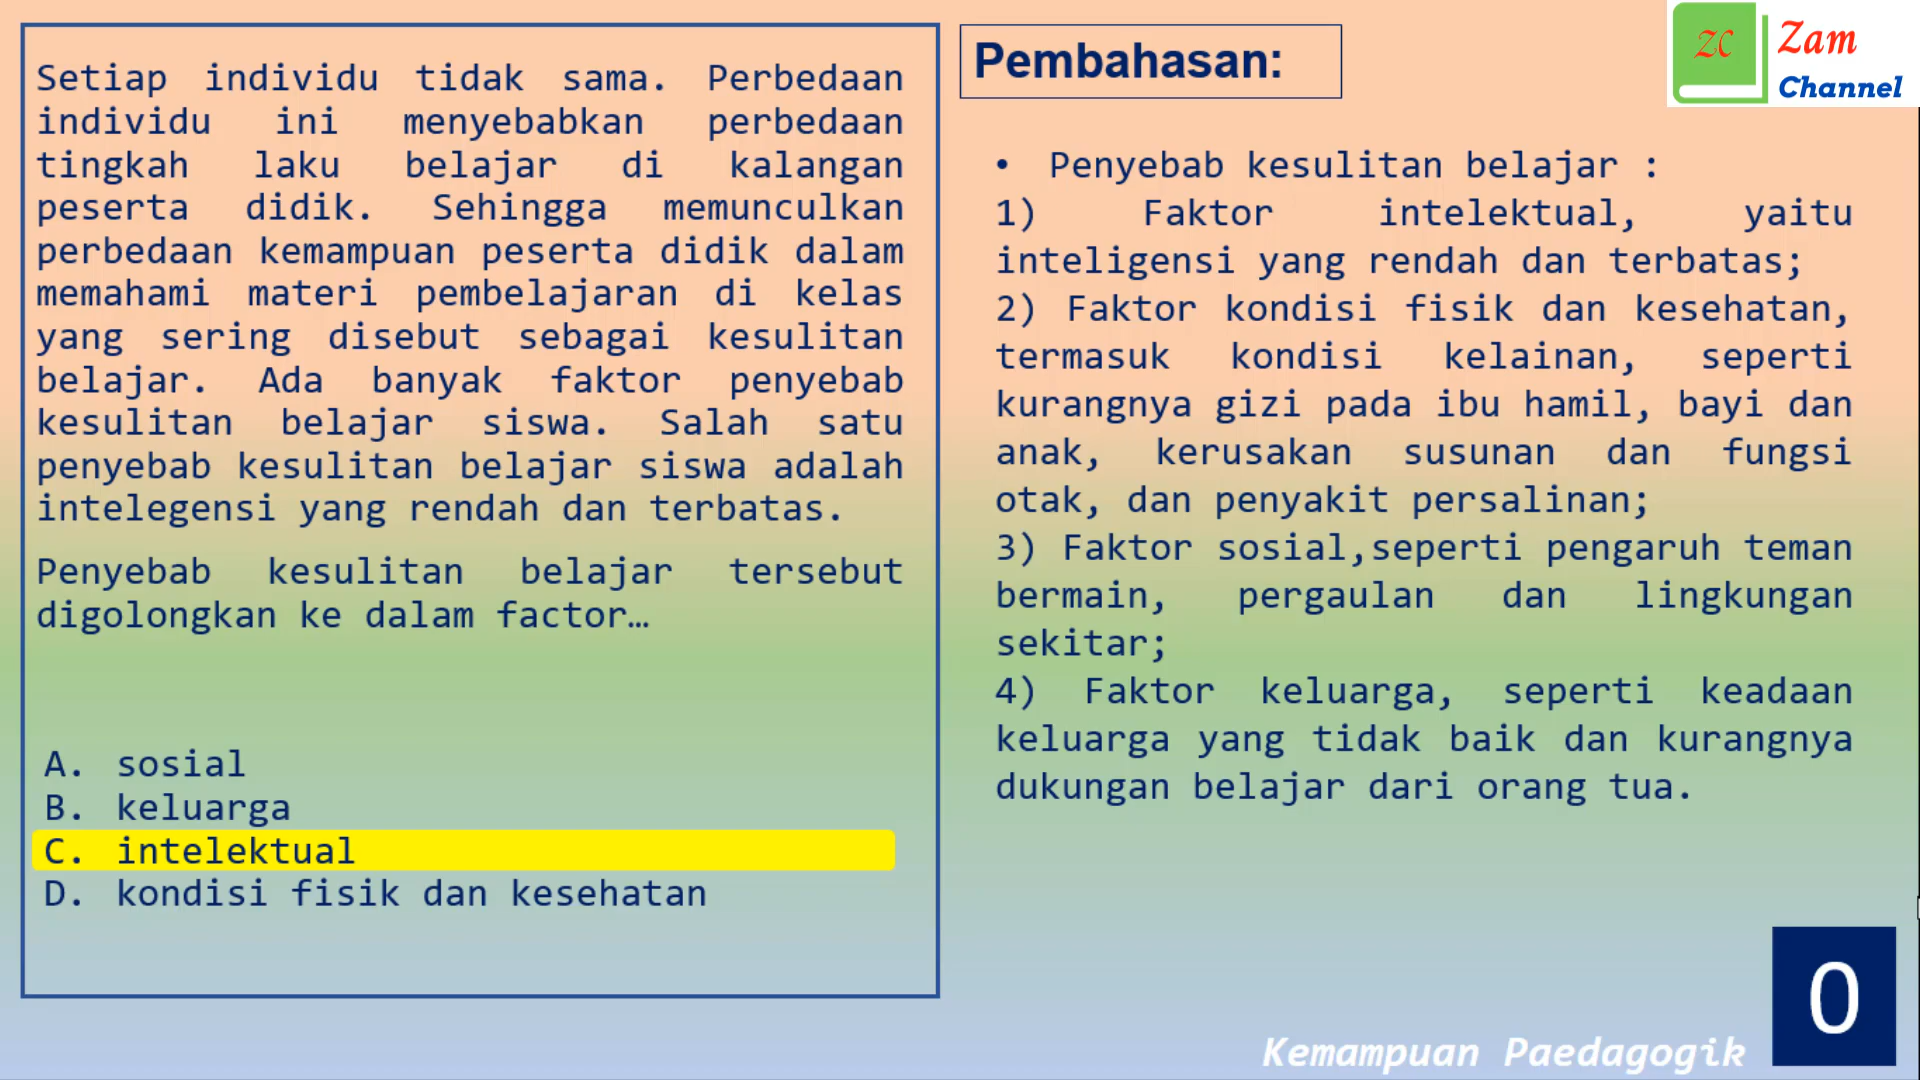 Setiap individu tidak sama. Perbedaan
individu ini menyebabkan perbedaan
tingkah laku belajar di kalangan
peserta didik. Sehingga memunculkan
perbedaan kemampuan peserta didik dalam
memahami materi pembelajaran di kelas
yang sering disebut sebagai kesulitan
belajar. Ada banyak faktor penyebab
kesulitan belajar siswa. Salah satu
penyebab kesulitan belajar siswa adalah
intelegensi yang rendah dan terbatas.
Penyebab kesulitan belajar tersebut
digolongkan ke dalam factor…
A. sosial
B. keluarga
C. intelektual
D. kondisi fisik dan kesehatan
Pembahasan:
• Penyebab kesulitan belajar :
1) Faktor intelektual, yaitu
inteligensi yang rendah dan terbatas;
2) Faktor kondisi fisik dan kesehatan,
termasuk kondisi kelainan, seperti
kurangnya gizi pada ibu hamil, bayi dan
anak, kerusakan susunan dan fungsi
otak, dan penyakit persalinan;
3) Faktor sosial,seperti pengaruh teman
bermain, pergaulan dan lingkungan
sekitar;
4) Faktor keluarga, seperti keadaan
keluarga yang tidak baik dan kurangnya
dukungan belajar dari orang tua.
ZC
Zam
Channel
0
Kemampuan Paedagogik